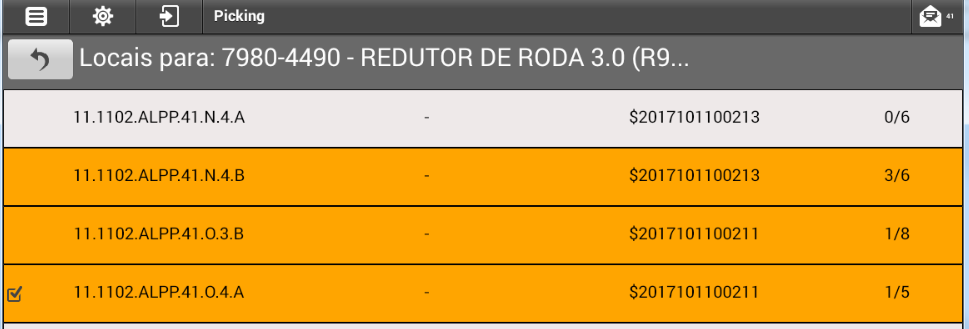 Picking
41
Locais para: 7980-4490 - REDUTOR DE RODA 3.0 (R9...
11.1102.ALPP.41.N.4.A - $2017101100213 0/6
11.1102.ALPP.41.N.4.B - $2017101100213 3/6
11.1102.ALPP.41.O.3.B - $2017101100211 1/8
11.1102.ALPP.41.O.4.A - $2017101100211 1/5